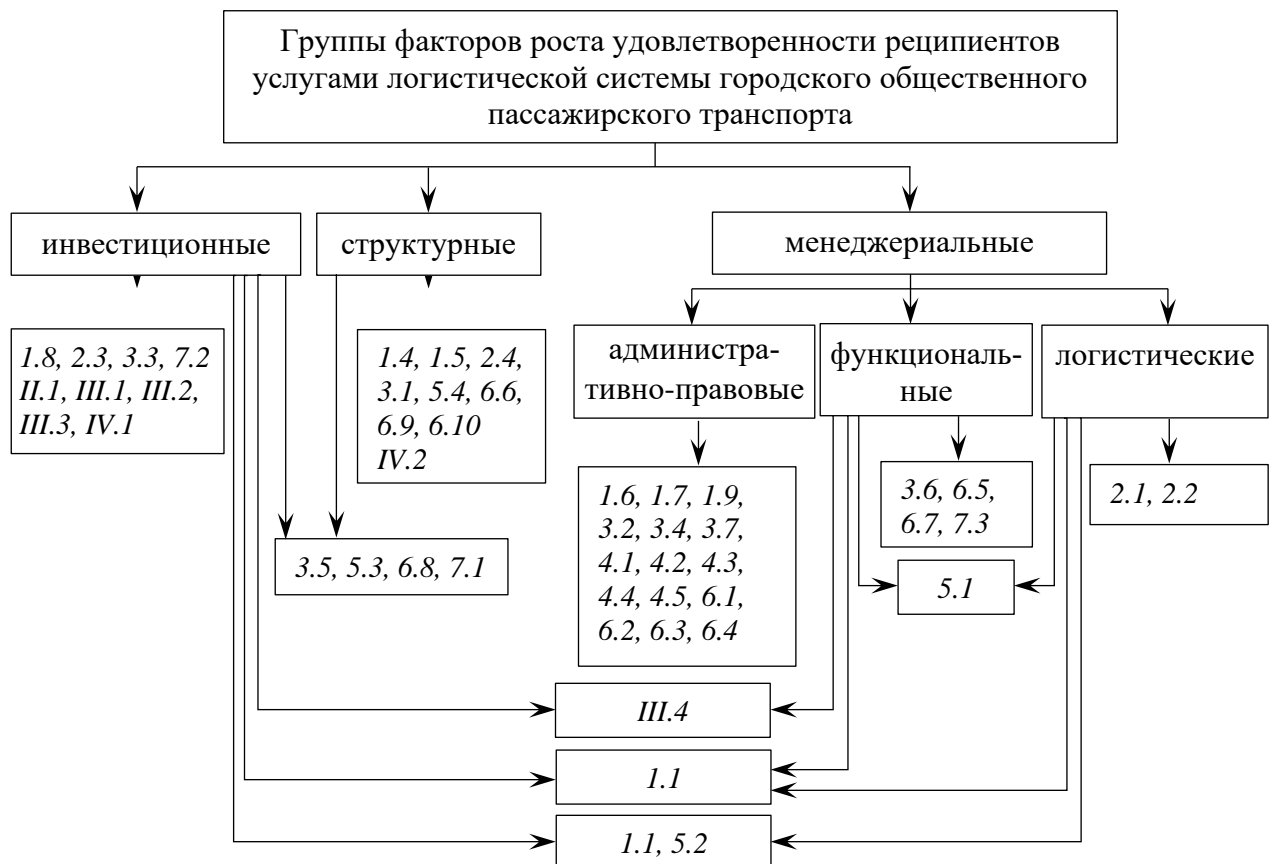 Группы факторов роста удовлетворенности реципиентов
услугами логистической системы городского общественного
пассажирского транспорта
инвестиционные
структурные
менеджериальные
администра-
тивно-правовые
функциональ-
ные
логистические
1.8, 2.3, 3.3, 7.2
II.1, III.1, III.2,
III.3, IV.1
1.4, 1.5, 2.4,
3.1, 5.4, 6.6,
6.9, 6.10
IV.2
1.6, 1.7, 1.9,
3.2, 3.4, 3.7,
4.1, 4.2, 4.3,
4.4, 4.5, 6.1,
6.2, 6.3, 6.4
3.6, 6.5,
6.7, 7.3
2.1, 2.2
3.5, 5.3, 6.8, 7.1
5.1
III.4
1.1
1.1, 5.2